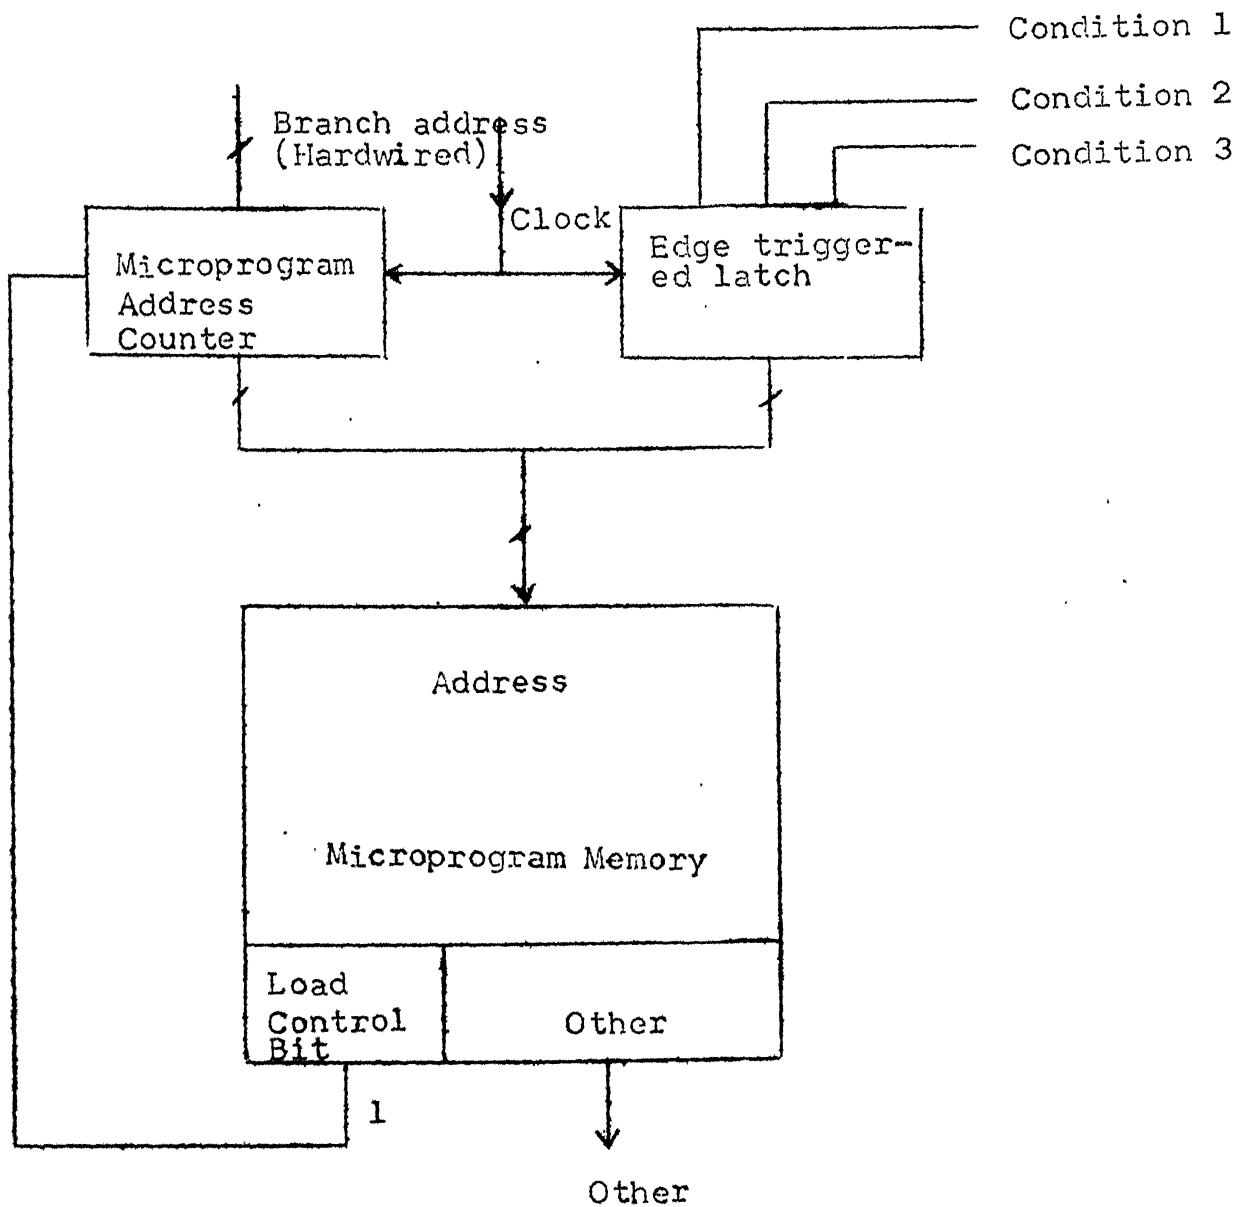 Condition 1
Condition 2
Condition 3
Branch address
(Hardwired)
Clock
Edge trigger-
ed latch
Microprogram
Address
Counter
Address
Microprogram Memory
Load
Control
Bit
Other
1
Other